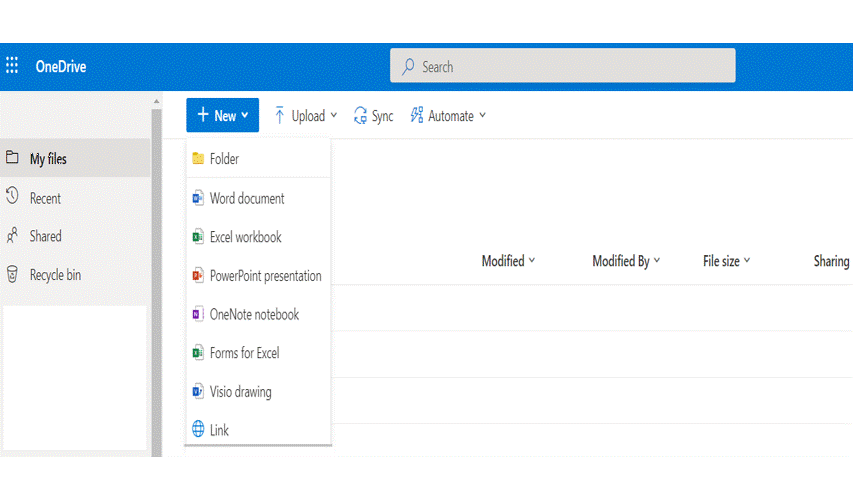 OneDrive
Search
New
Upload
Sync
Automate
My files
Recent
Shared
Recycle bin
Folder
Word document
Excel workbook
PowerPoint presentation
OneNote notebook
Forms for Excel
Visio drawing
Link
Modified
Modified By
File size
Sharing